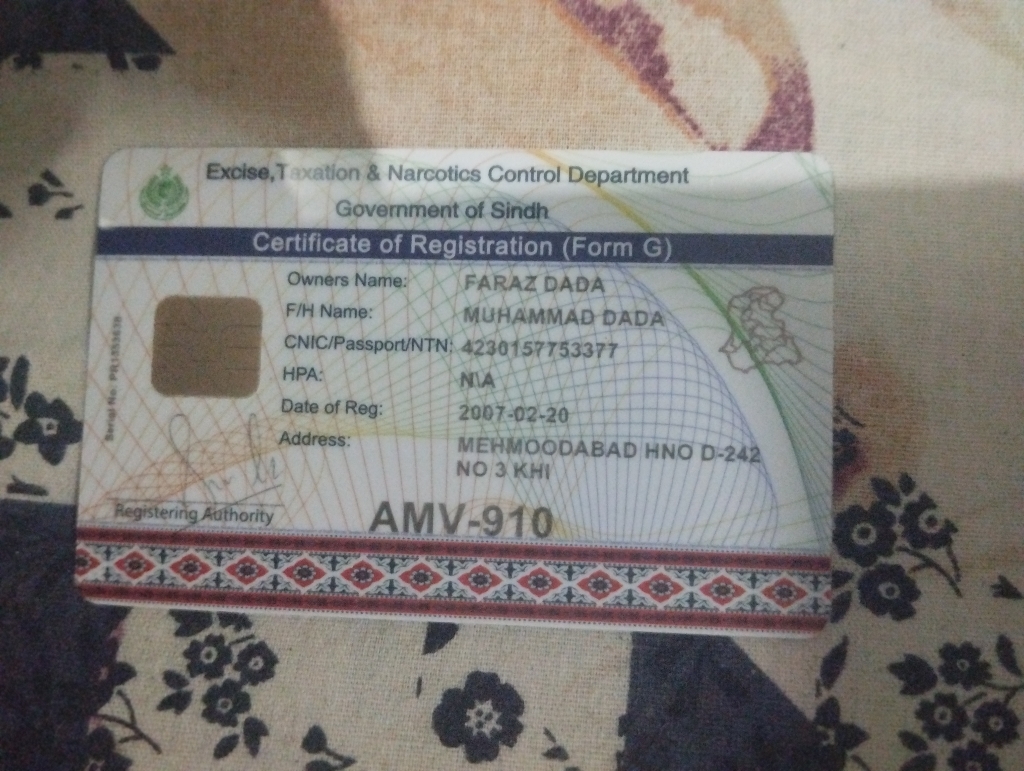 Excise,Taxation & Narcotics Control Department
Government of Sindh
Certificate of Registration (Form G)
Owners Name: FARAZ DADA
F/H Name: MUHAMMAD DADA
CNIC/Passport/NTN: 4230157753377
HPA: N\A
Date of Reg: 2007-02-20
Address: MEHMOODABAD HNO D-242
NO 3 KHI
Serial No:
Registering Authority
AMV-910